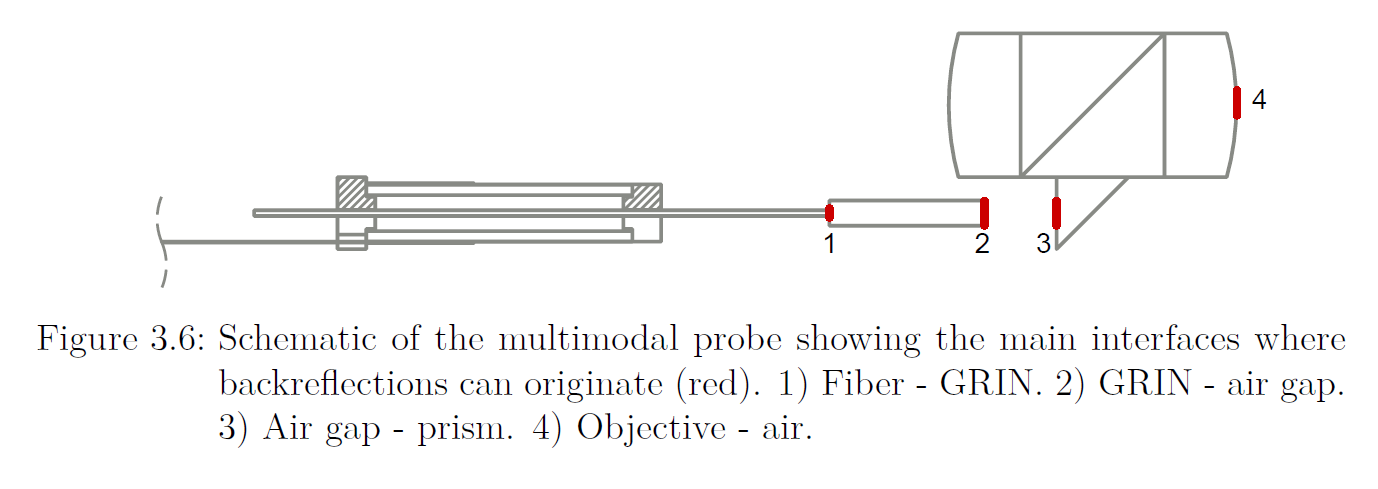 4
1
2
3
Figure 3.6: Schematic of the multimodal probe showing the main interfaces where
backreflections can originate (red). 1) Fiber - GRIN. 2) GRIN - air gap.
3) Air gap - prism. 4) Objective - air.